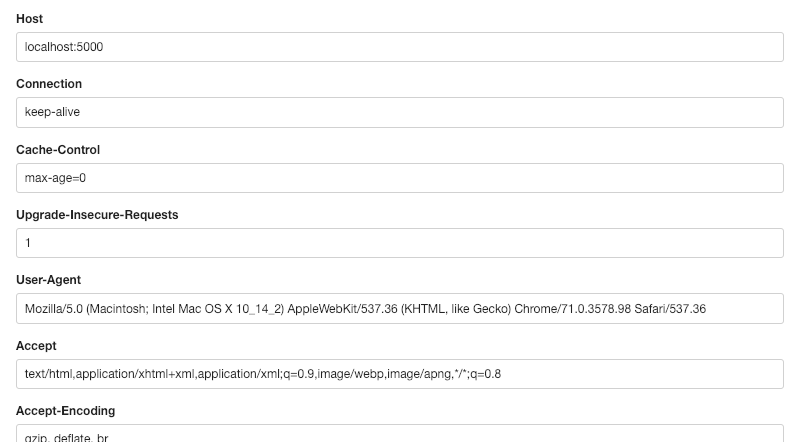 Host
localhost:5000
Connection
keep-alive
Cache-Control
max-age=0
Upgrade-Insecure-Requests
1
User-Agent
Mozilla/5.0 (Macintosh; Intel Mac OS X 10_14_2) AppleWebKit/537.36 (KHTML, like Gecko) Chrome/71.0.3578.98 Safari/537.36
Accept
text/html,application/xhtml+xml,application/xml;q=0.9,image/webp,image/apng,*/*;q=0.8
Accept-Encoding
gzip, deflate, br